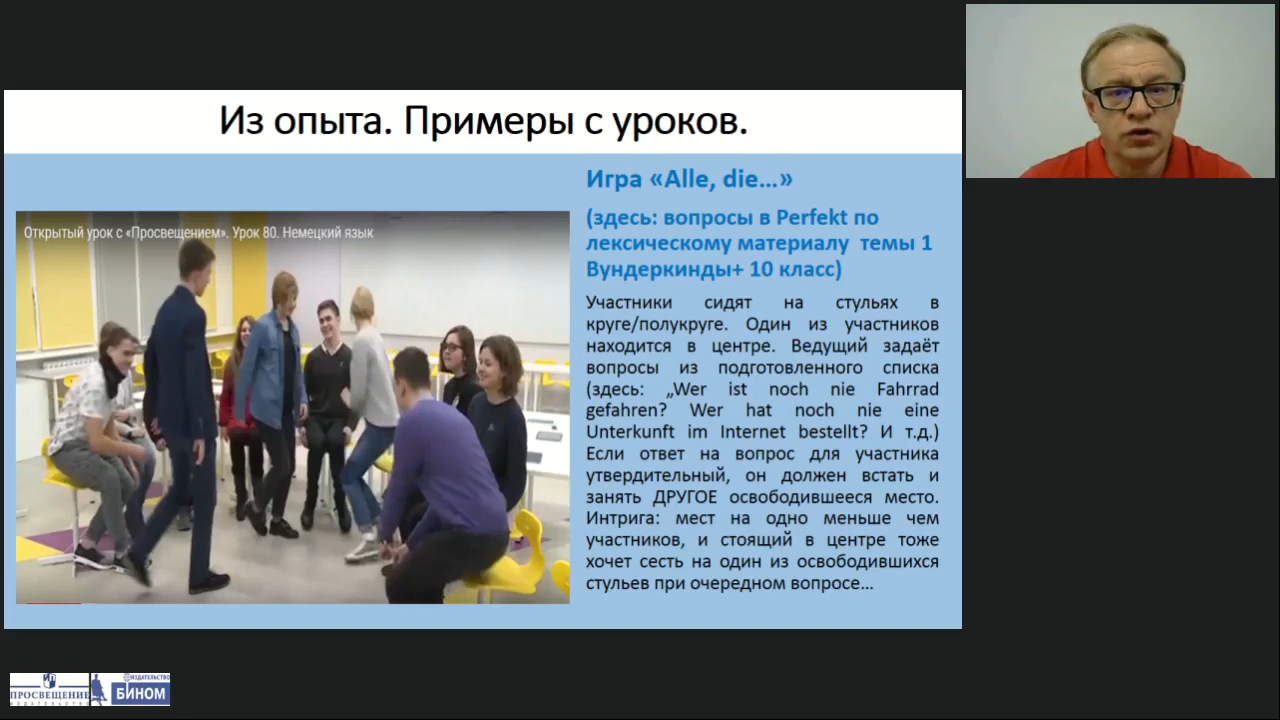 Из опыта. Примеры с уроков.
Открытый урок с «Просвещением». Урок 80. Немецкий язык
Игра «Alle, die...»
(здесь: вопросы в Perfekt по
лексическому материалу темы 1
Вундеркинды+ 10 класс)
Участники сидят на стульях в
круге/полукруге. Один из участников
находится в центре. Ведущий задаёт
вопросы из подготовленного списка
(здесь: „Wer ist noch nie Fahrrad
gefahren? Wer hat noch nie eine
Unterkunft im Internet bestellt? И т.д.)
Если ответ на вопрос для участника
утвердительный, он должен встать и
занять ДРУГОЕ освободившееся место.
Интрига: мест на одно меньше чем
участников, и стоящий в центре тоже
хочет сесть на один из освободившихся
стульев при очередном вопросе...
ПРОСВЕЩЕНИЕ
ИЗДАТЕЛЬСТВО
ИЗДАТЕЛЬСТВО
БИНОМ